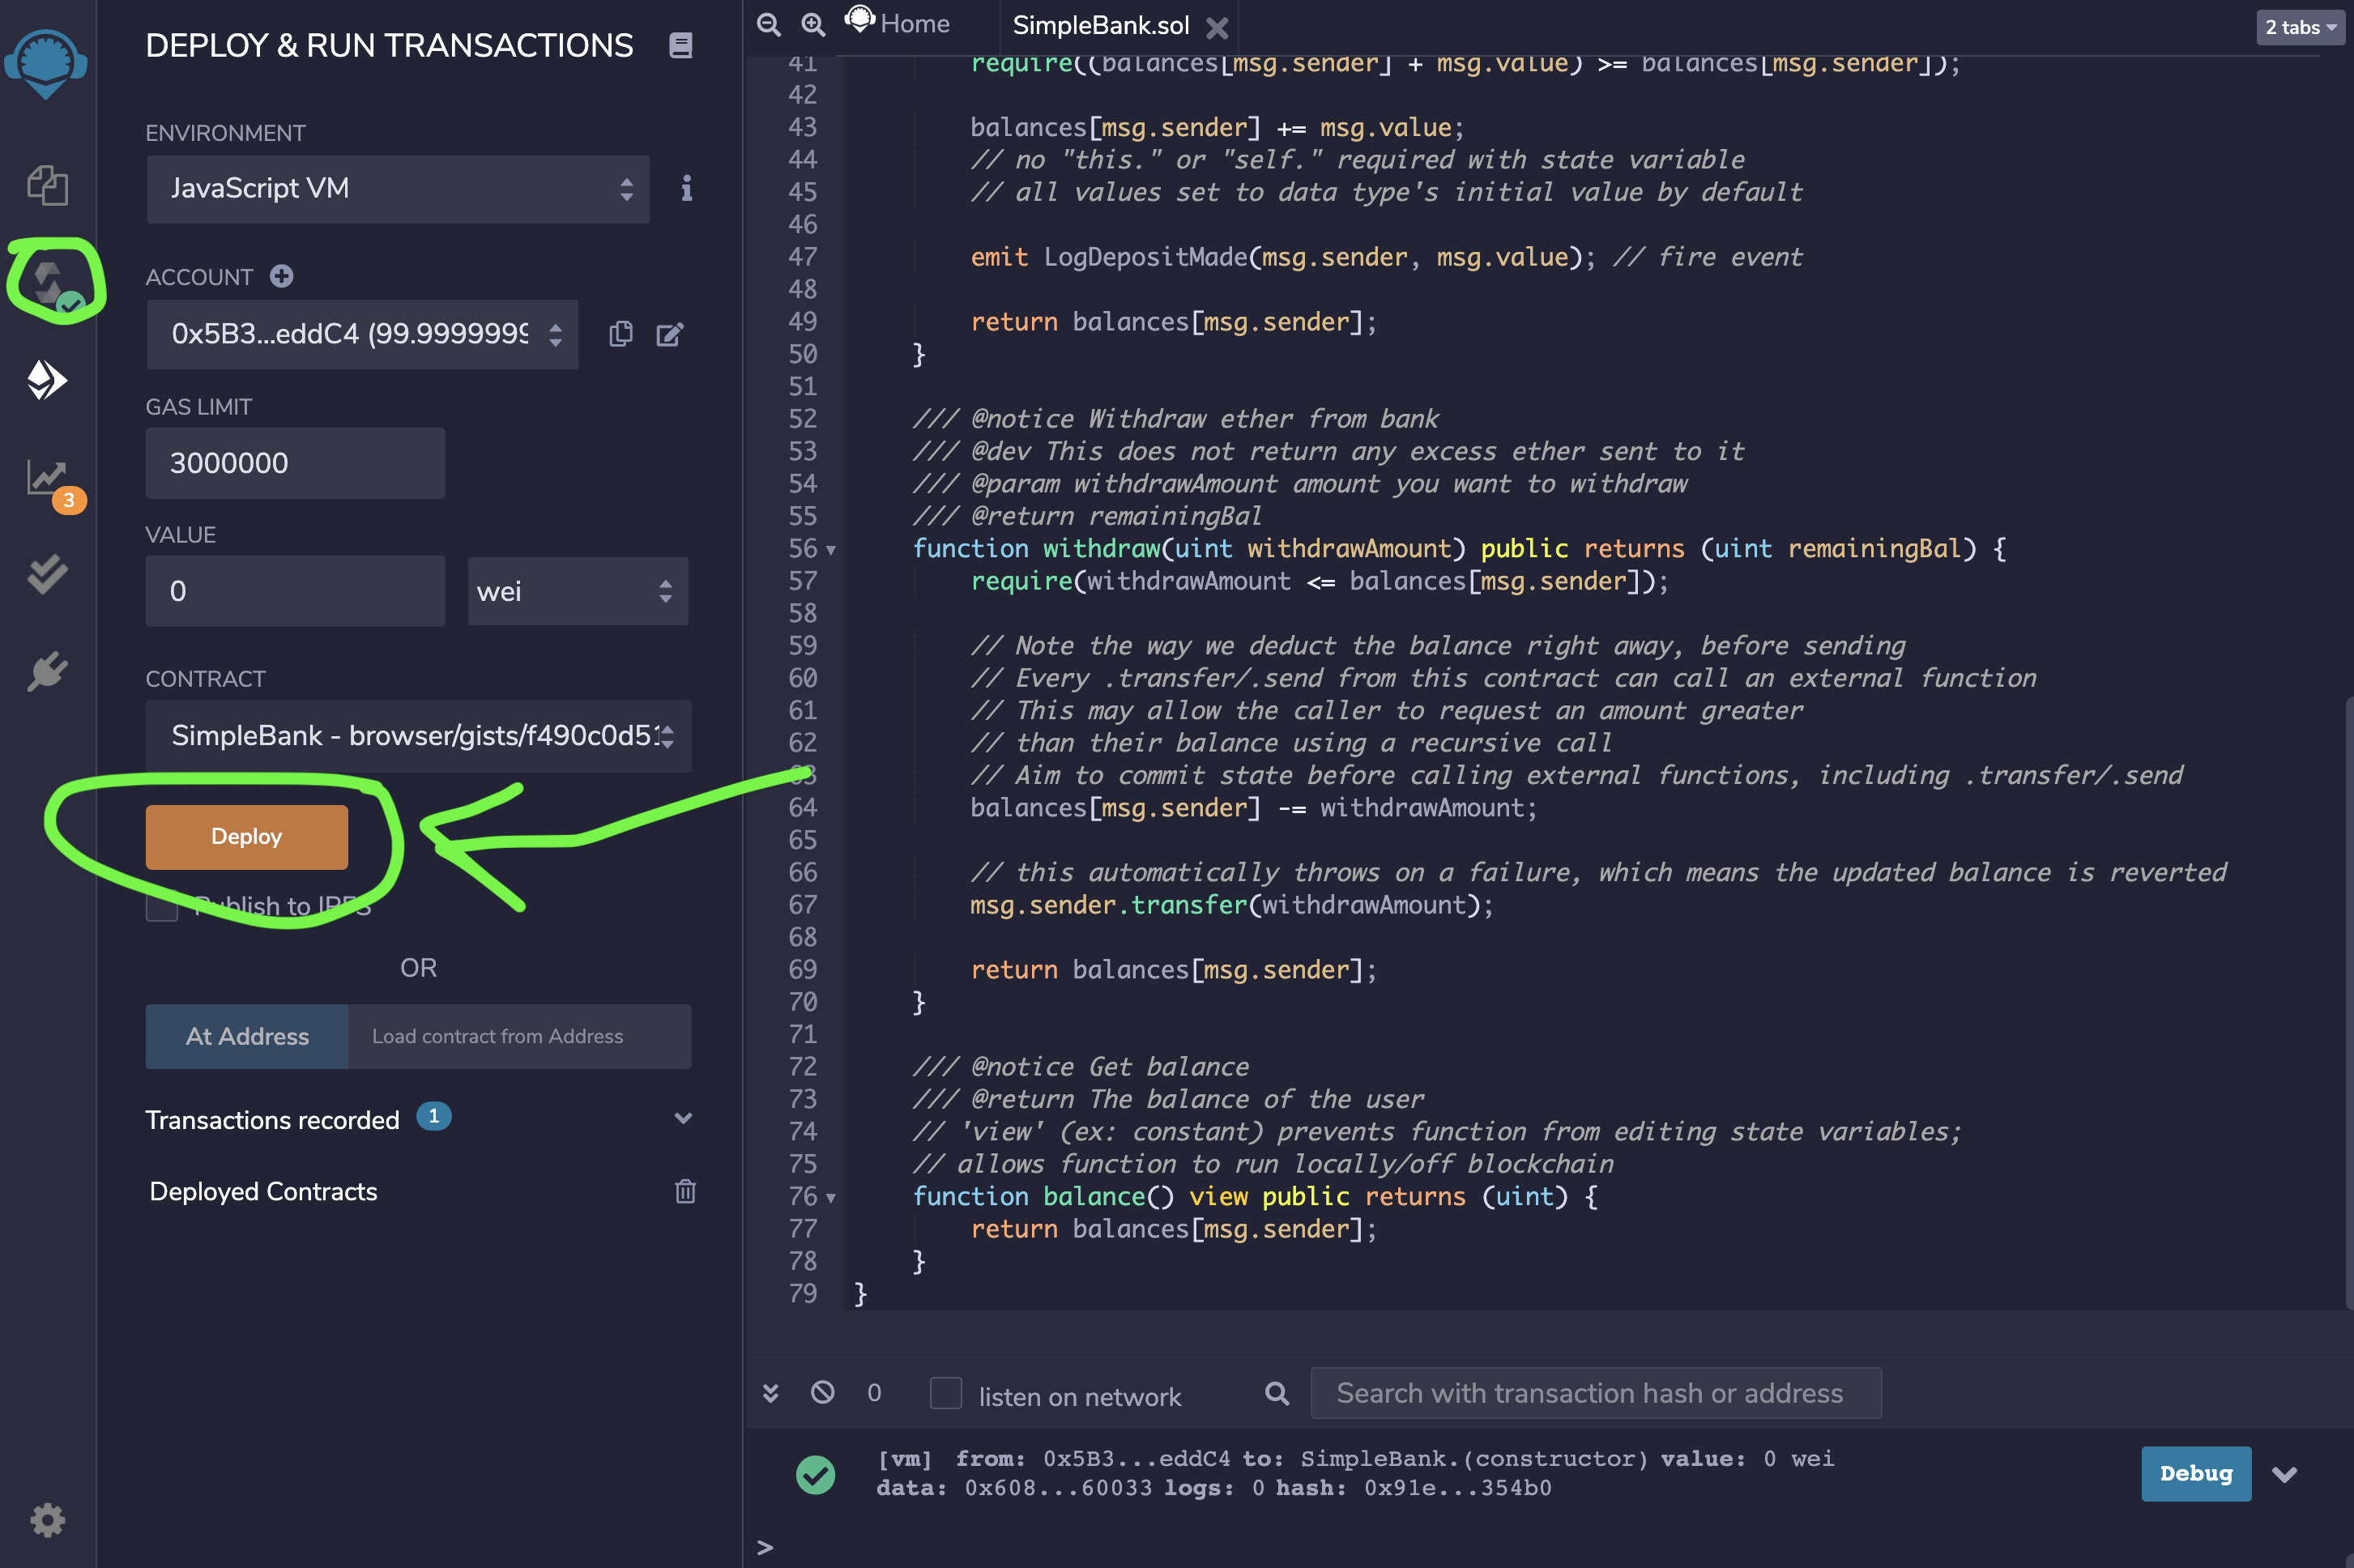 DEPLOY & RUN TRANSACTIONS
ENVIRONMENT
JavaScript VM
ACCOUNT
0x5B3...eddC4 (99.9999999
GAS LIMIT
3000000
3
VALUE
0
wei
CONTRACT
SimpleBank - browser/gists/f490c0d51
Deploy
Publish to IPFS
OR
At Address
Load contract from Address
Transactions recorded 1
Deployed Contracts
Home
SimpleBank.sol
2 tabs
41 require((balances[msg.sender] + msg.value) >= balances[msg.sender]);
42
43 balances[msg.sender] += msg.value;
44 // no "this." or "self." required with state variable
45 // all values set to data type's initial value by default
46
47 emit LogDepositMade(msg.sender, msg.value); // fire event
48
49 return balances[msg.sender];
50 }
51
52 /// @notice Withdraw ether from bank
53 /// @dev This does not return any excess ether sent to it
54 /// @param withdrawAmount amount you want to withdraw
55 /// @return remainingBal
56 function withdraw(uint withdrawAmount) public returns (uint remainingBal) {
57 require(withdrawAmount <= balances[msg.sender]);
58
59 // Note the way we deduct the balance right away, before sending
60 // Every .transfer/.send from this contract can call an external function
61 // This may allow the caller to request an amount greater
62 // than their balance using a recursive call
63 // Aim to commit state before calling external functions, including .transfer/.send
64 balances[msg.sender] -= withdrawAmount;
65
66 // this automatically throws on a failure, which means the updated balance is reverted
67 msg.sender.transfer(withdrawAmount);
68
69 return balances[msg.sender];
70 }
71
72 /// @notice Get balance
73 /// @return The balance of the user
74 // 'view' (ex: constant) prevents function from editing state variables;
75 // allows function to run locally/off blockchain
76 function balance() view public returns (uint) {
77 return balances[msg.sender];
78 }
79 }
0
listen on network
Search with transaction hash or address
[vm] from: 0x5B3...eddC4 to: SimpleBank.(constructor) value: 0 wei
data: 0x608...60033 logs: 0 hash: 0x91e...354b0
Debug
>